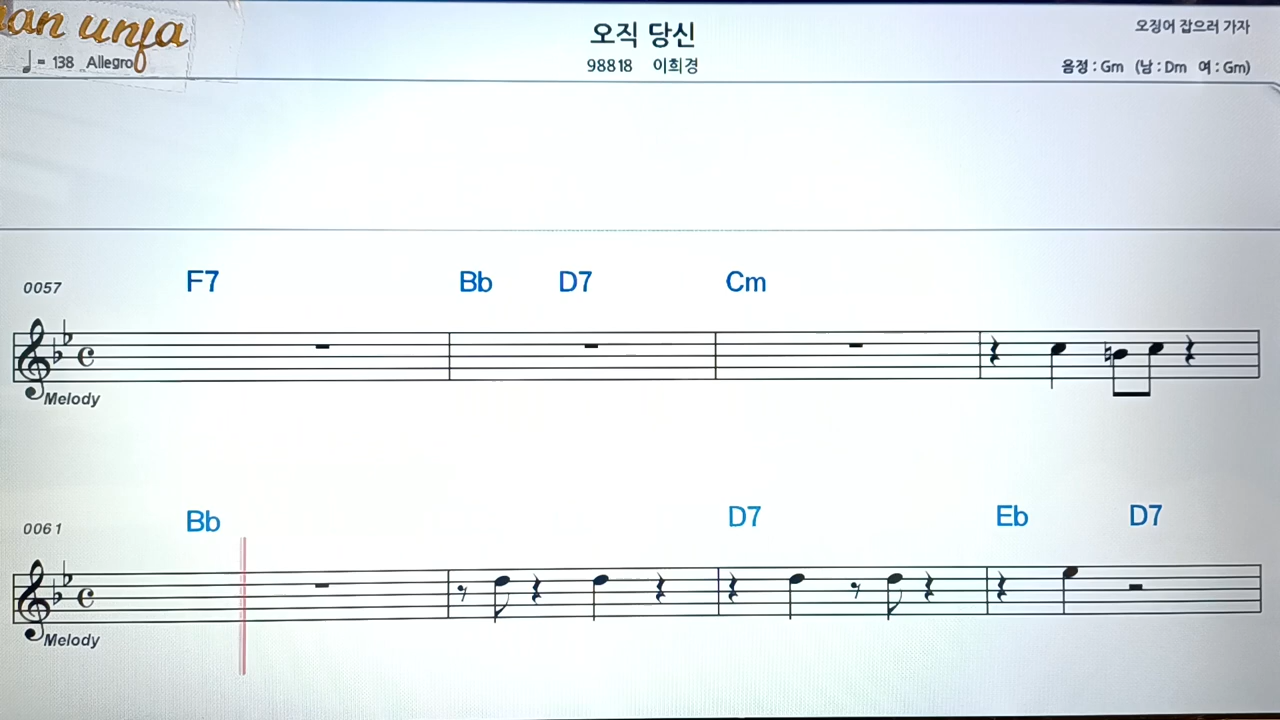 unja
오직 당신
오징어 잡으러 가자
♩= 138 Allegro
98818 이희경
음정 : Gm (남 : Dm 여 : Gm)
0057 F7 Bb D7 Cm
Melody
0061 Bb D7 Eb D7
Melody